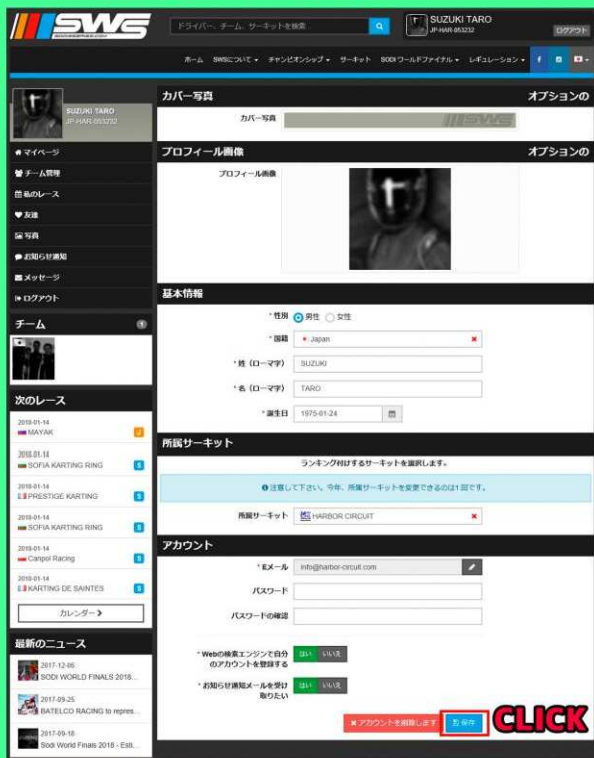 SWS
SODIWSERIES.COM
ドライバー、チーム、サーキットを検索
SUZUKI TARO
JP-HAR-053232
ログアウト
ホーム SWSについて チャンピオンシップ サーキット SODI ワールドファイナル レギュレーション f
SUZUKI TARO
JP-HAR-053232
マイページ
チーム管理
私のレース
友達
写真
お知らせ通知
メッセージ
ログアウト
チーム 1
次のレース
2018-01-14
MAYAK J
2018-01-14
SOFIA KARTING RING S
2018-01-14
PRESTIGE KARTING S
2018-01-14
SOFIA KARTING RING S
2018-01-14
Canpol Racing S
2018-01-14
KARTING DE SAINTES S
カレンダー
最新のニュース
2017-12-06
SODI WORLD FINALS 2018...
2017-09-25
BATELCO RACING to repres...
2017-09-18
Sodi World Finals 2018 - Esti...
カバー写真 オプションの
カバー写真
SWS
プロフィール画像 オプションの
プロフィール画像
基本情報
*性別 男性 女性
*国籍 Japan
*姓（ローマ字） SUZUKI
*名（ローマ字） TARO
*誕生日 1975-01-24
所属サーキット
ランキング付けするサーキットを選択します。
注意して下さい。今年、所属サーキットを変更できるのは1回です。
所属サーキット HARBOR CIRCUIT
アカウント
*Eメール info@harbor-circuit.com
パスワード
パスワードの確認
*Webの検索エンジンで自分
のアカウントを登録する
はい いいえ
*お知らせ通知メールを受け
取りたい
はい いいえ
アカウントを削除します 保存
CLICK